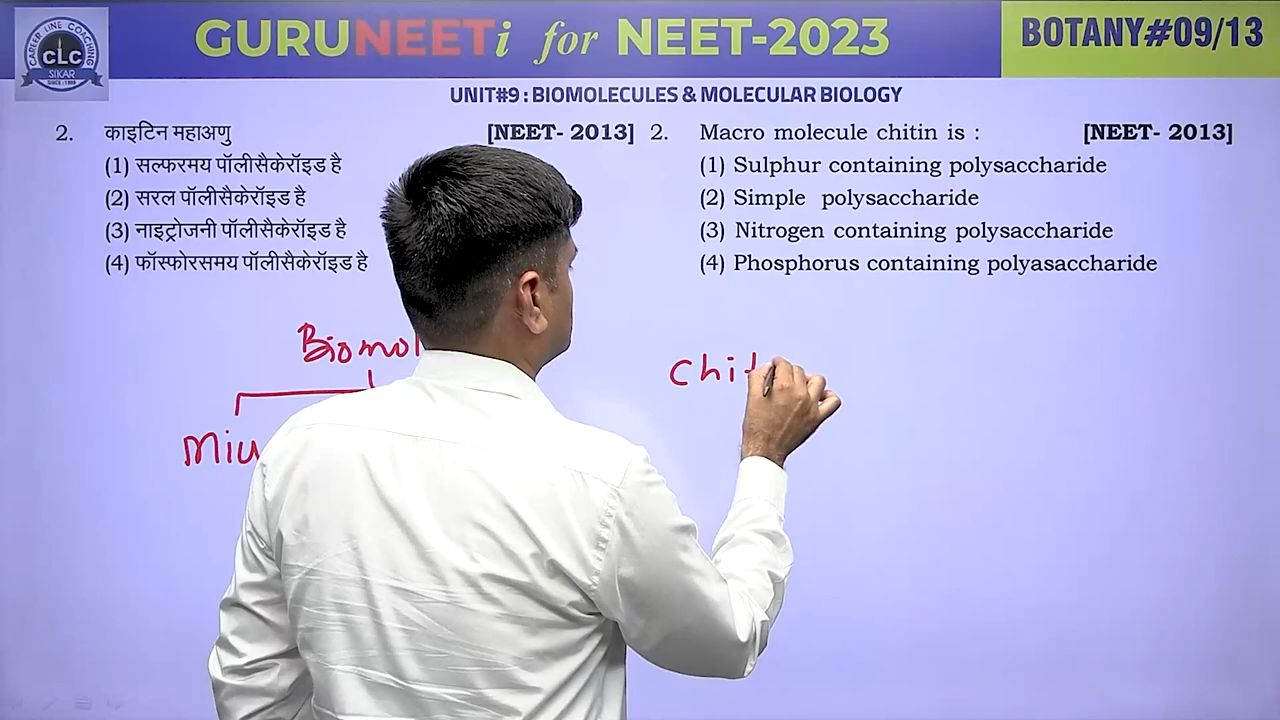 GURUNEETi for NEET-2023
BOTANY#09/13
CAREER LINE COACHING
CLC
SIKAR
UNIT#9 : BIOMOLECULES & MOLECULAR BIOLOGY
2. काइटिन महाअणु [NEET- 2013]
(1) सल्फरमय पॉलीसैकेरॉइड है
(2) सरल पॉलीसैकेरॉइड है
(3) नाइट्रोजनी पॉलीसैकेरॉइड है
(4) फॉस्फोरसमय पॉलीसैकेरोइड है
2. Macro molecule chitin is : [NEET- 2013]
(1) Sulphur containing polysaccharide
(2) Simple polysaccharide
(3) Nitrogen containing polysaccharide
(4) Phosphorus containing polyasaccharide
Biomol
Chit